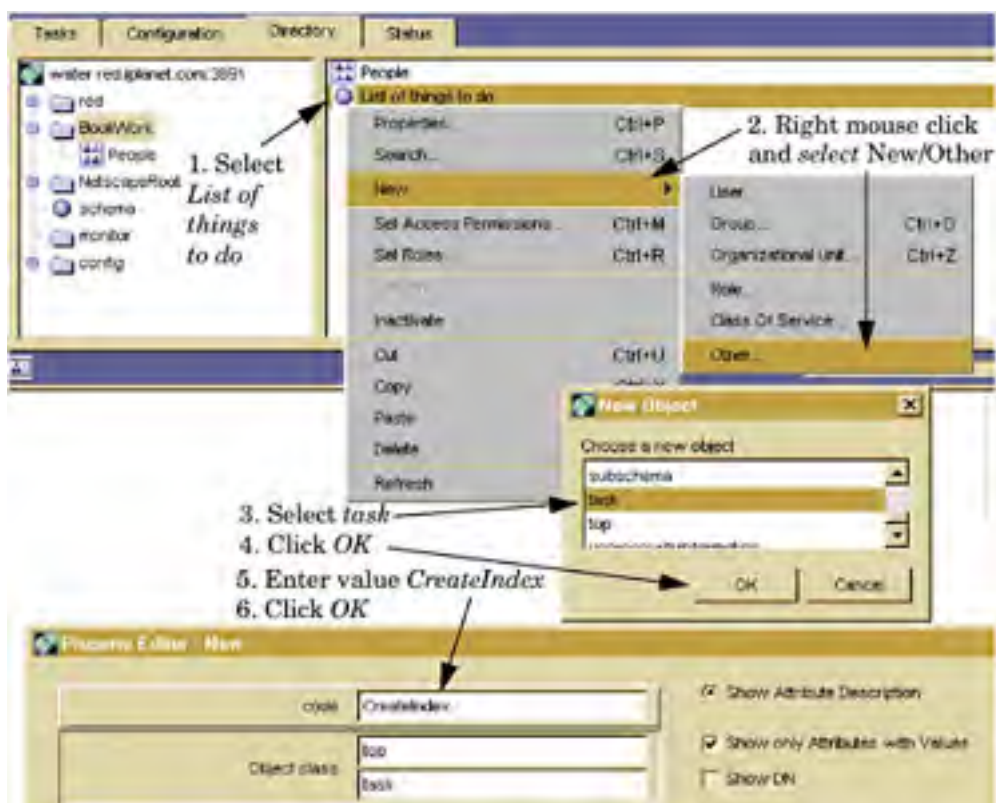 Tasks Configuration Directory Status
water.red.iplanet.com:3891
red
BookWork
People
NetscapeRoot
schema
monitor
config
People
List of things to do
1. Select
List of
things
to do
Properties... Ctrl+P
Search... Ctrl+S
New
Set Access Permissions... Ctrl+M
Set Roles... Ctrl+R
Inactivate
Cut
Copy
Paste
Delete
Refresh
2. Right mouse click
and select New/Other
User...
Group...
Organizational Unit...
Role...
Class Of Service...
Other...
New Object
Choose a new object
subschema
task
top
OK Cancel
3. Select task
4. Click OK
5. Enter value CreateIndex
6. Click OK
Property Editor - New
CreateIndex
Object class
top
task
Show Attribute Description
Show only Attributes with Values
Show DN